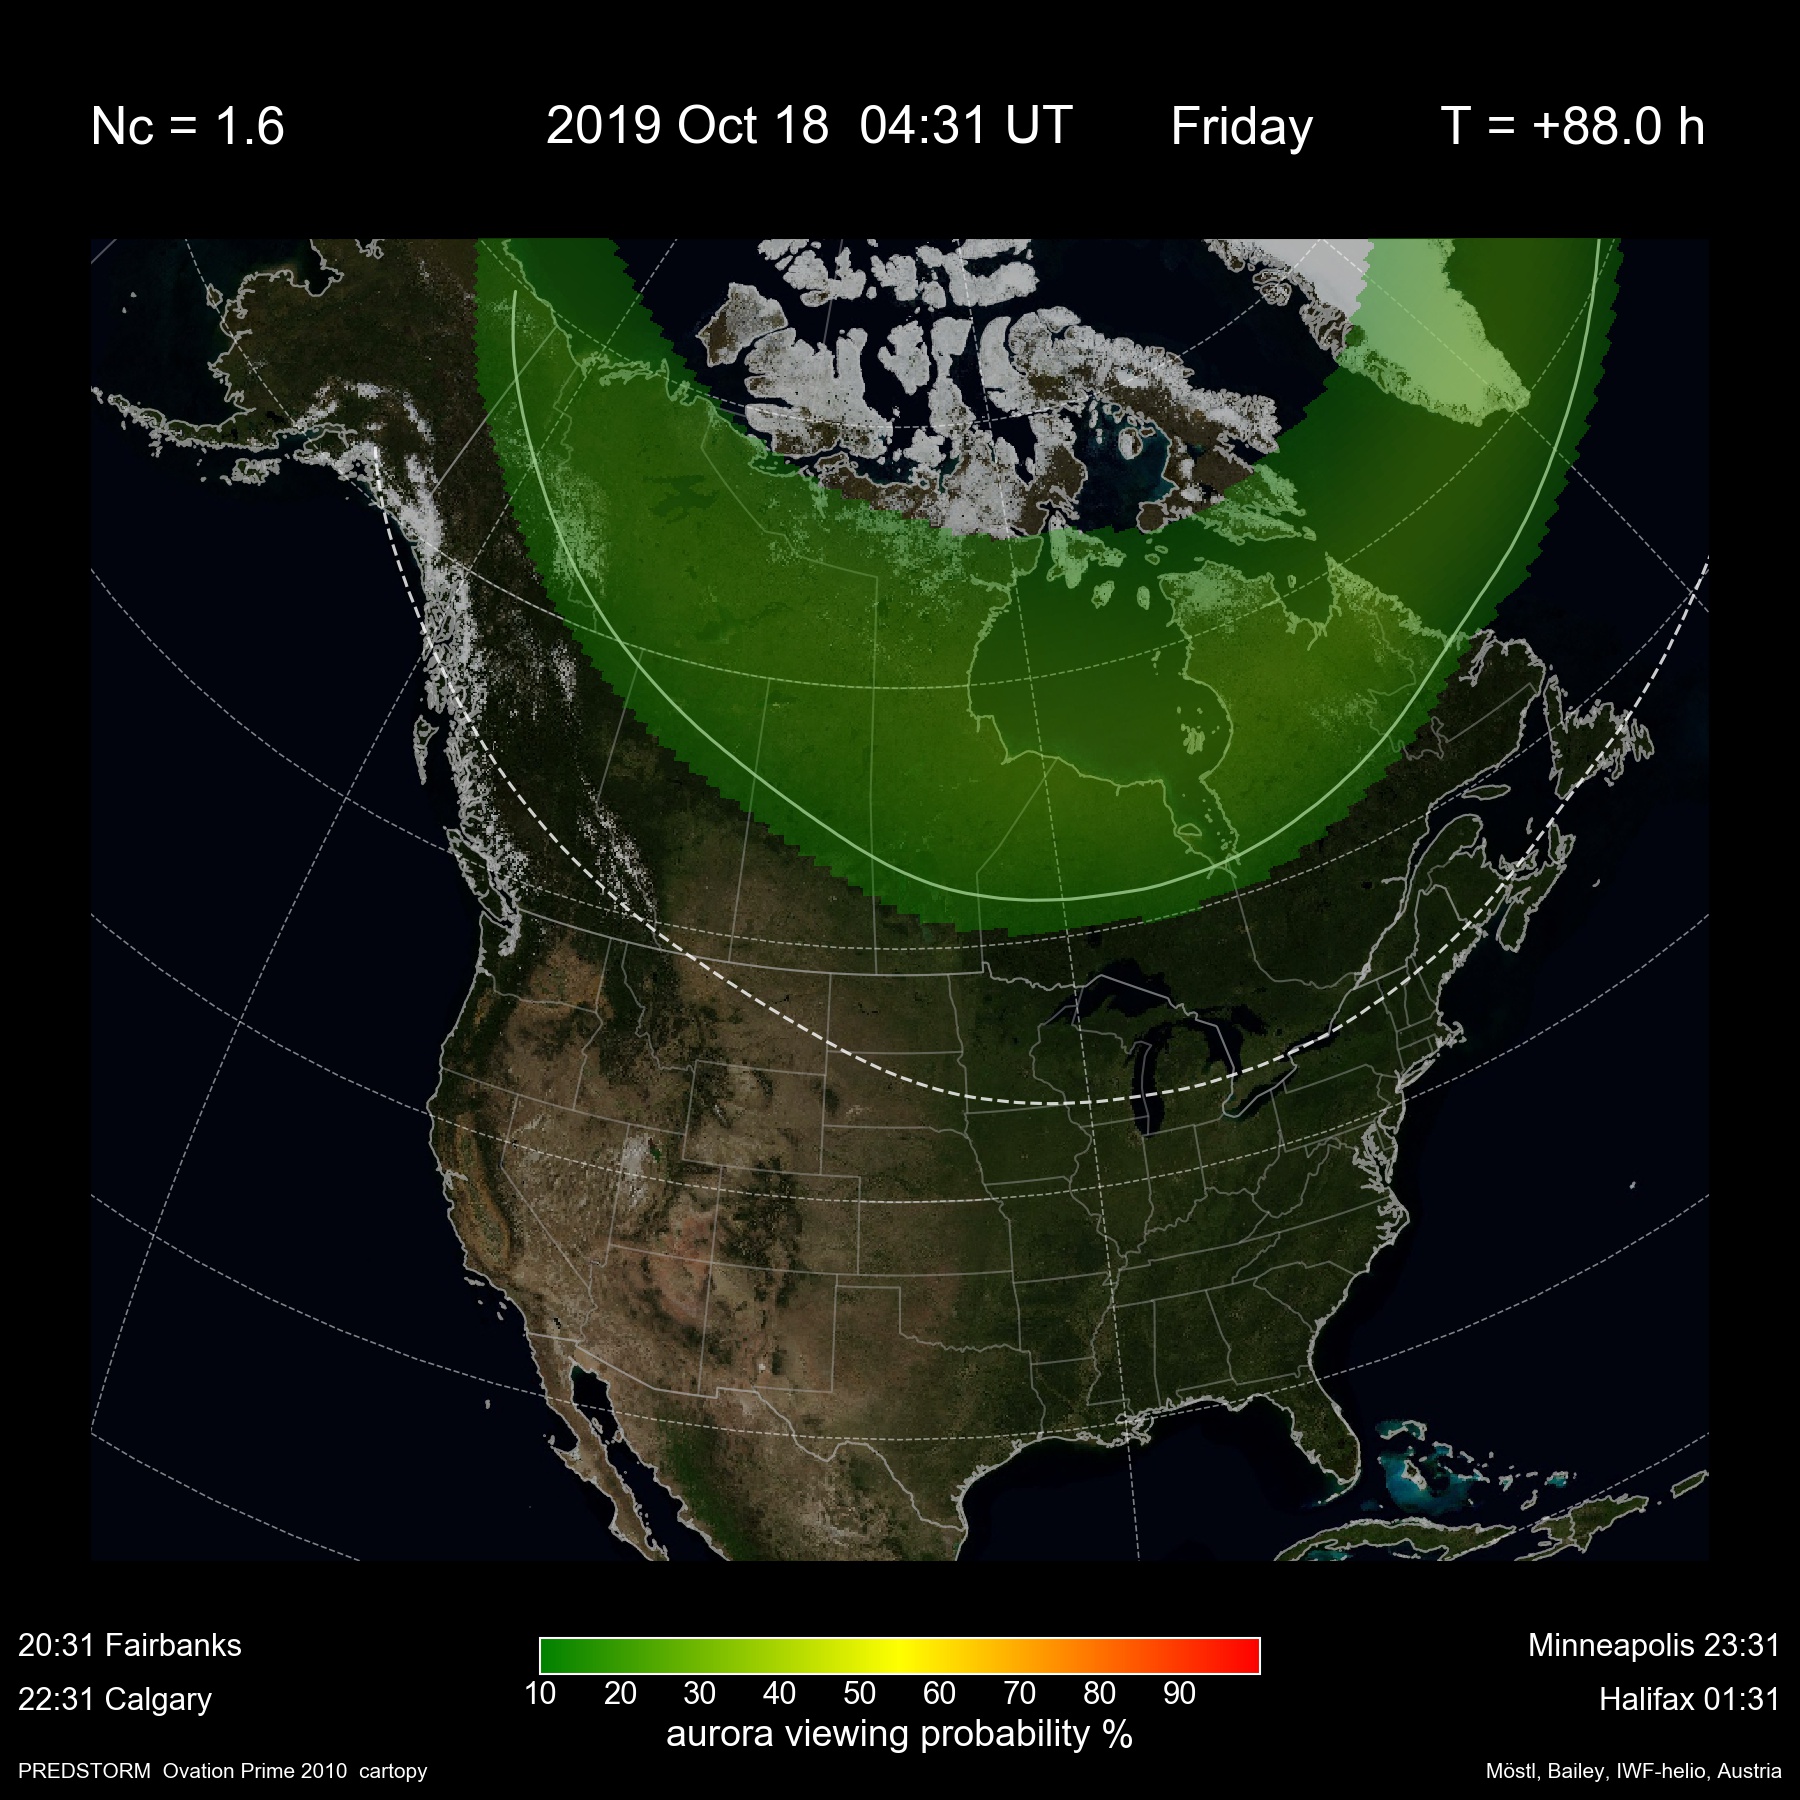 Nc = 1.6 2019 Oct 18 04:31 UT Friday T = +88.0 h
20:31 Fairbanks
22:31 Calgary
10 20 30 40 50 60 70 80 90
aurora viewing probability %
Minneapolis 23:31
Halifax 01:31
PREDSTORM Ovation Prime 2010 cartopy
Möstl, Bailey, IWF-helio, Austria